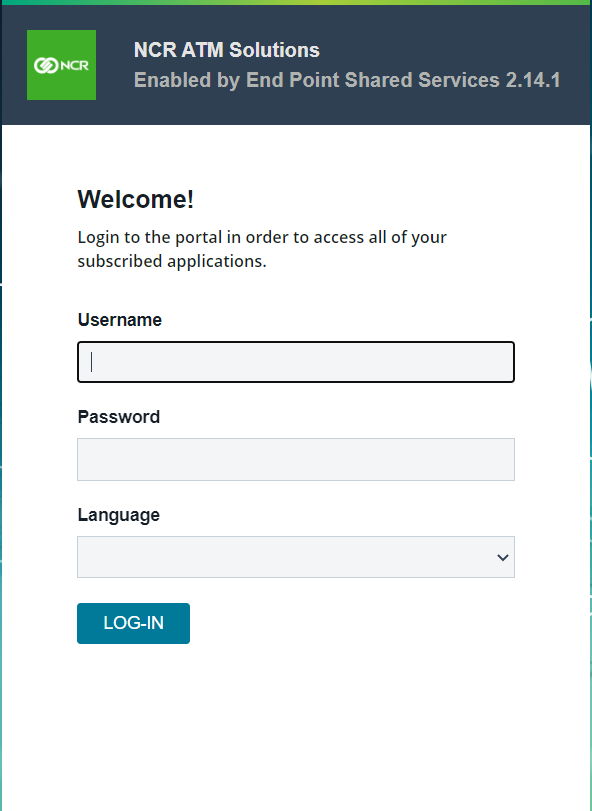 NCR
NCR ATM Solutions
Enabled by End Point Shared Services 2.14.1
Welcome!
Login to the portal in order to access all of your
subscribed applications.
Username
Password
Language
LOG-IN